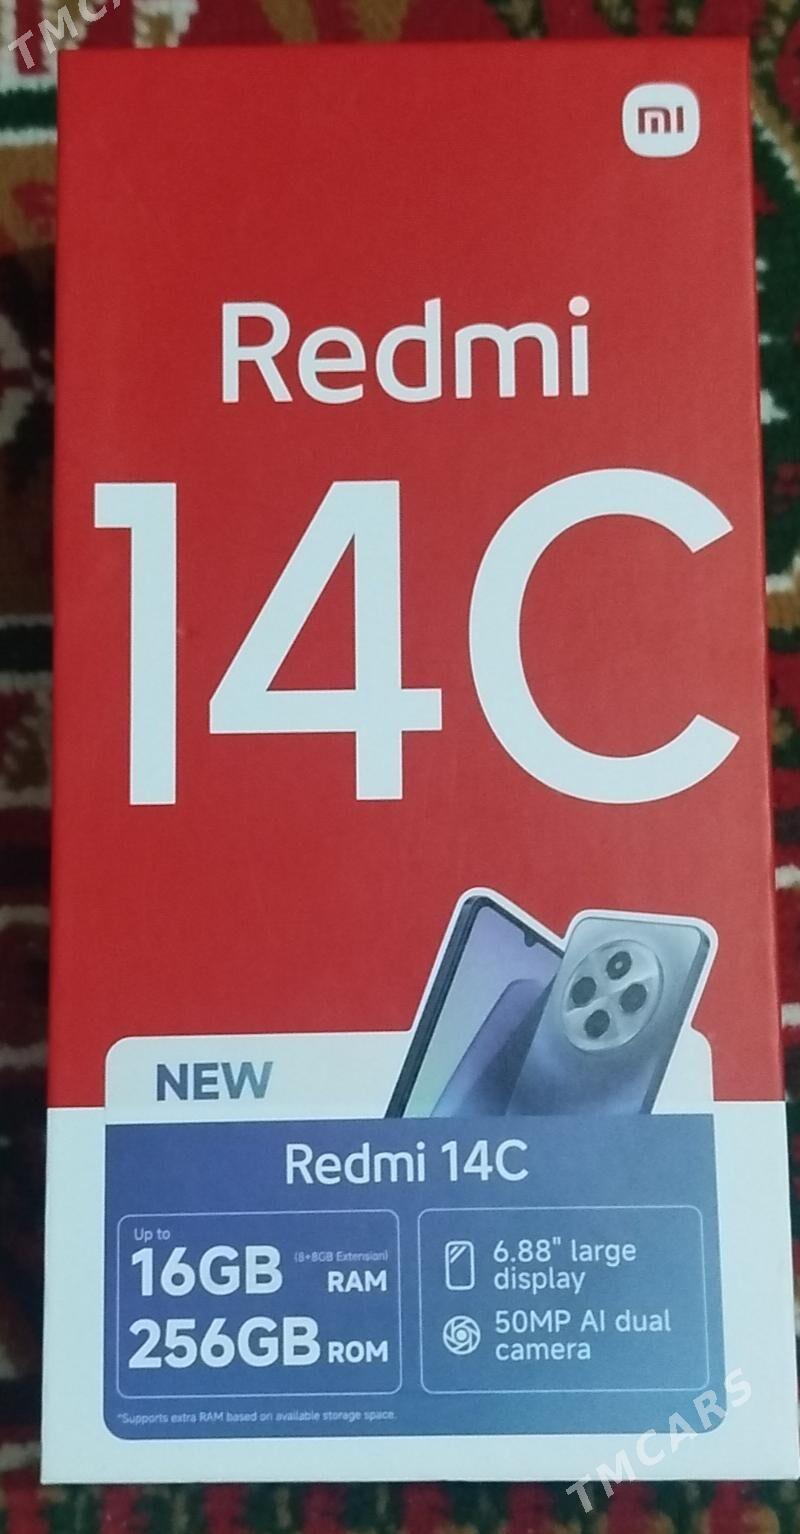 TMCA
mi
Redmi
14C
NEW
Redmi 14C
Up to
16GB (8+8GB Extension) RAM
256GB ROM
6.88" large
display
50MP AI dual
camera
*Supports extra RAM based on available storage space.
TMCARS